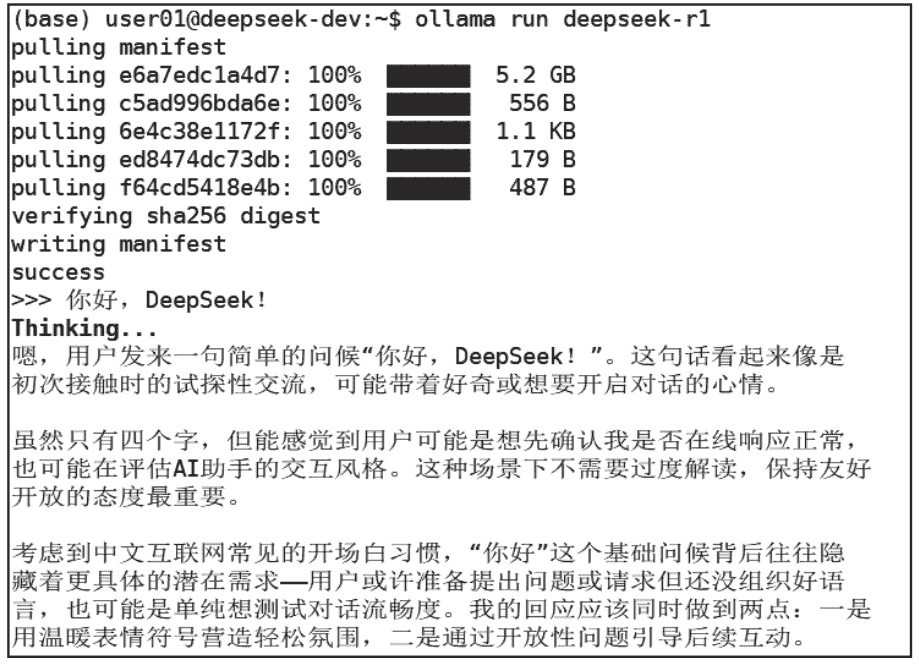 (base) user01@deepseek-dev:~$ ollama run deepseek-r1
pulling manifest
pulling e6a7edc1a4d7: 100% 5.2 GB
pulling c5ad996bda6e: 100% 556 B
pulling 6e4c38e1172f: 100% 1.1 KB
pulling ed8474dc73db: 100% 179 B
pulling f64cd5418e4b: 100% 487 B
verifying sha256 digest
writing manifest
success
>>> 你好，DeepSeek！
Thinking...
嗯，用户发来一句简单的问候“你好，DeepSeek！”。这句话看起来像是
初次接触时的试探性交流，可能带着好奇或想要开启对话的心情。
虽然只有四个字，但能感觉到用户可能是想先确认我是否在线响应正常，
也可能在评估AI助手的交互风格。这种场景下不需要过度解读，保持友好
开放的态度最重要。
考虑到中文互联网常见的开场白习惯，“你好”这个基础问候背后往往隐
藏着更具体的潜在需求——用户或许准备提出问题或请求但还没组织好语
言，也可能是单纯想测试对话流畅度。我的回应应该同时做到两点：一是
用温暖表情符号营造轻松氛围，二是通过开放性问题引导后续互动。